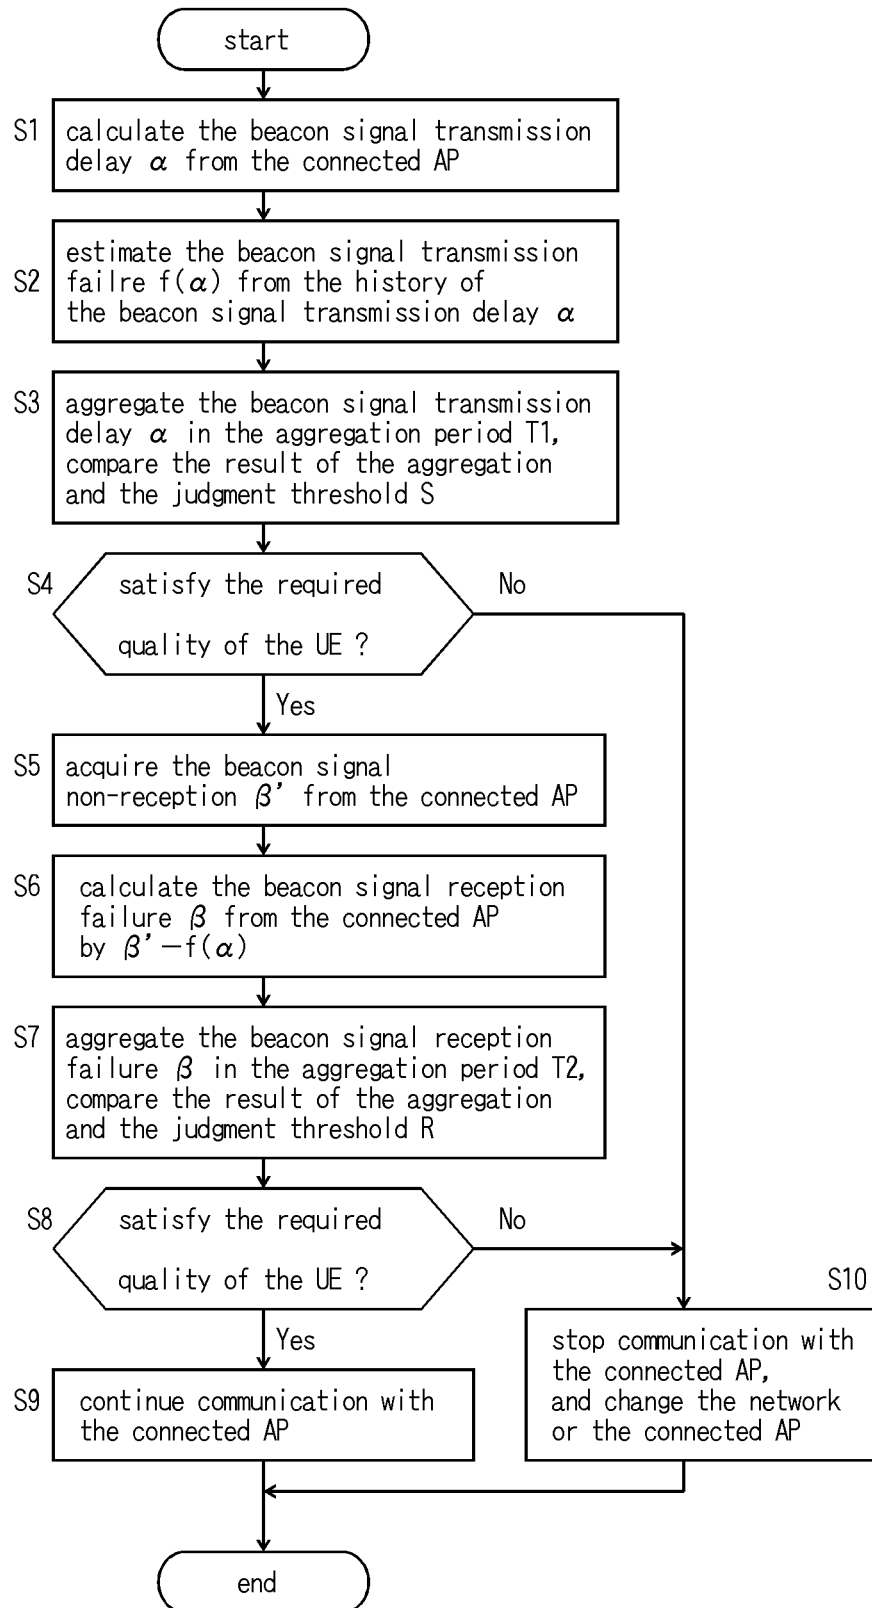 start
S1
calculate the beacon signal transmission
delay α from the connected AP
S2
estimate the beacon signal transmission
failre f(α) from the history of
the beacon signal transmission delay α
S3
aggregate the beacon signal transmission
delay α in the aggregation period T1,
compare the result of the aggregation
and the judgment threshold S
S4
satisfy the required
quality of the UE ?
No
Yes
S5
acquire the beacon signal
non-reception β' from the connected AP
S6
calculate the beacon signal reception
failure β from the connected AP
by β'−f(α)
S7
aggregate the beacon signal reception
failure β in the aggregation period T2,
compare the result of the aggregation
and the judgment threshold R
S8
satisfy the required
quality of the UE ?
No
Yes
S9
continue communication with
the connected AP
S10
stop communication with
the connected AP,
and change the network
or the connected AP
end